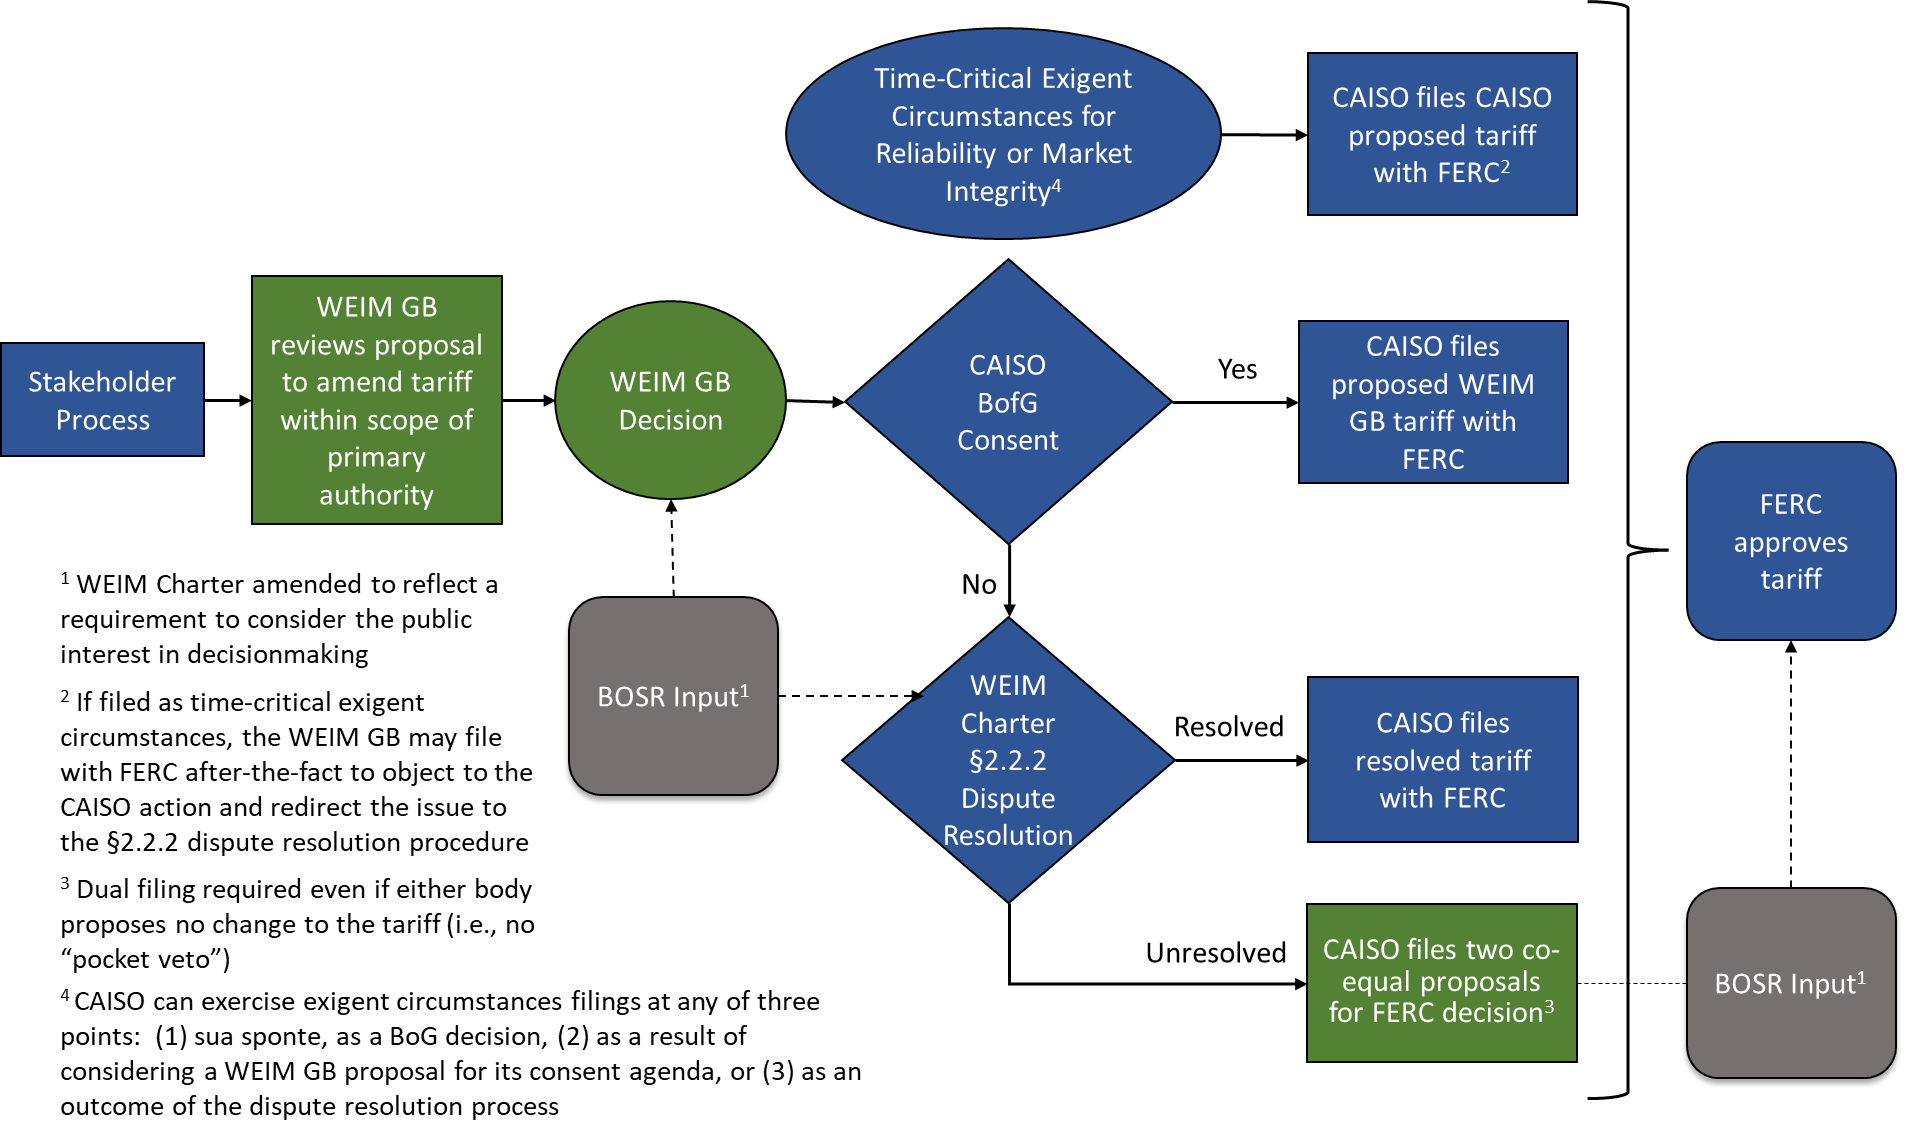 Time-Critical Exigent
Circumstances for
Reliability or Market
Integrity4
CAISO files CAISO
proposed tariff
with FERC2
Stakeholder
Process
WEIM GB
reviews proposal
to amend tariff
within scope of
primary
authority
WEIM GB
Decision
CAISO
BofG
Consent
Yes
CAISO files
proposed WEIM
GB tariff with
FERC
No
FERC
approves
tariff
BOSR Input1
WEIM
Charter
§2.2.2
Dispute
Resolution
Resolved
CAISO files
resolved tariff
with FERC
Unresolved
CAISO files two co-
equal proposals
for FERC decision3
BOSR Input1
1 WEIM Charter amended to reflect a
requirement to consider the public
interest in decisionmaking
2 If filed as time-critical exigent
circumstances, the WEIM GB may file
with FERC after-the-fact to object to the
CAISO action and redirect the issue to
the §2.2.2 dispute resolution procedure
3 Dual filing required even if either body
proposes no change to the tariff (i.e., no
“pocket veto”)
4 CAISO can exercise exigent circumstances filings at any of three
points:  (1) sua sponte, as a BoG decision, (2) as a result of
considering a WEIM GB proposal for its consent agenda, or (3) as an
outcome of the dispute resolution process